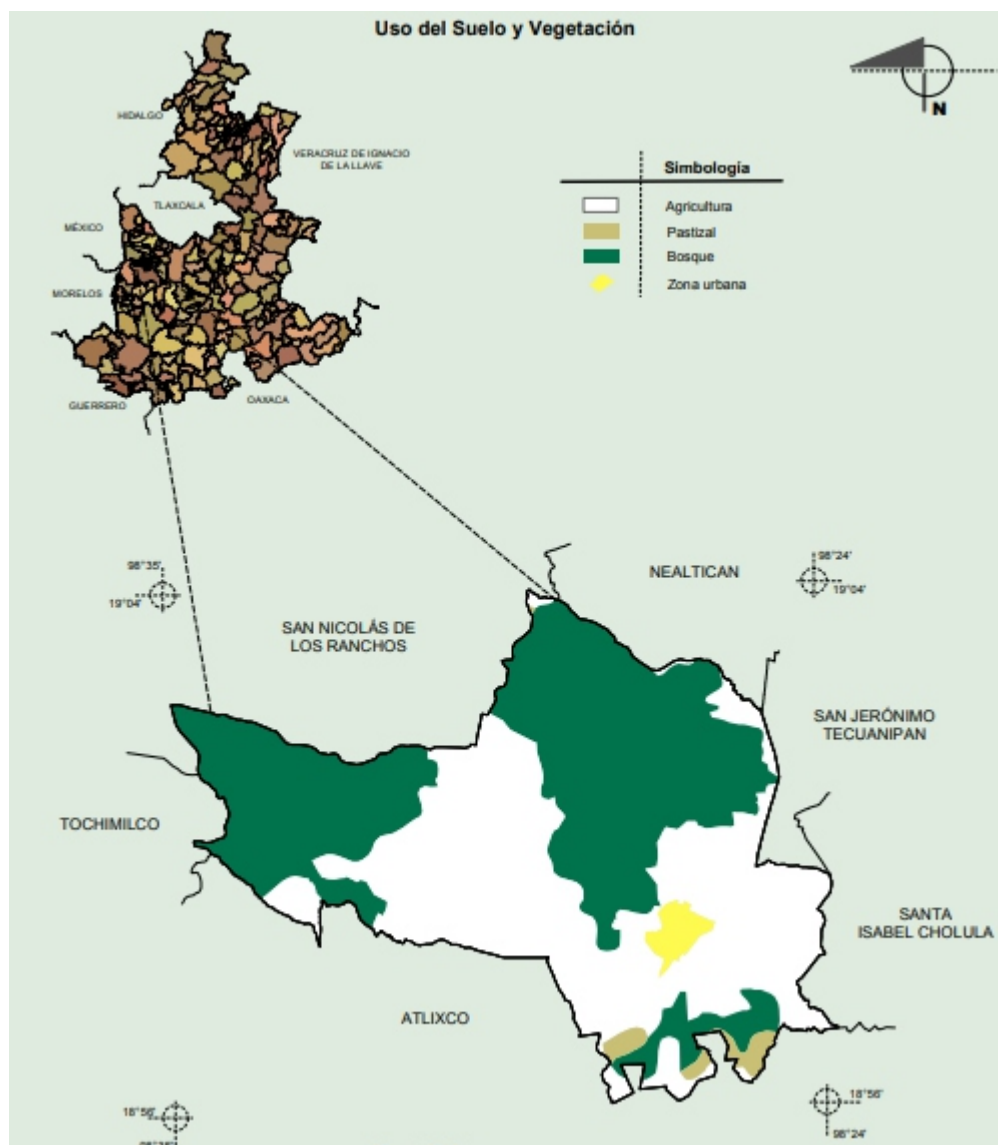 Uso del Suelo y Vegetación
N
HIDALGO
VERACRUZ DE IGNACIO
DE LA LLAVE
TLAXCALA
MÉXICO
MORELOS
GUERRERO
OAXACA
Simbología
Agricultura
Pastizal
Bosque
Zona urbana
98°35'
19°04'
98°24'
19°04'
NEALTICAN
SAN NICOLÁS DE
LOS RANCHOS
SAN JERÓNIMO
TECUANIPAN
TOCHIMILCO
SANTA
ISABEL CHOLULA
ATLIXCO
18°56'
18°56'
98°24'